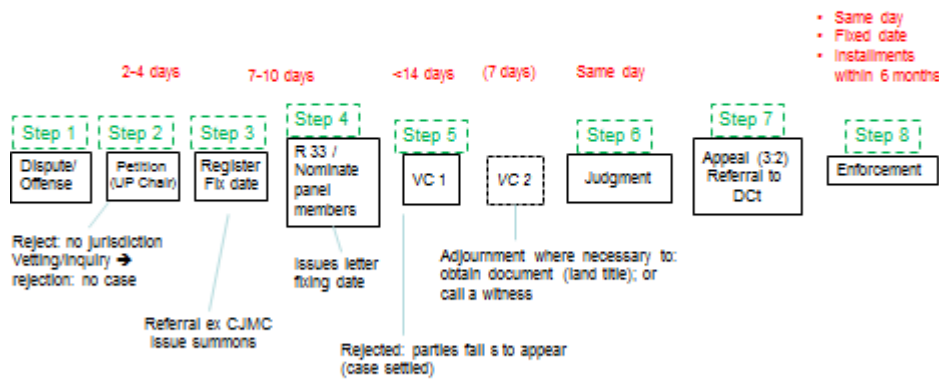 • Same day
• Fixed date
• Installments
within 6 months
2-4 days
7-10 days
<14 days
(7 days)
Same day
Step 1
Step 2
Step 3
Step 4
Step 5
Step 6
Step 7
Step 8
Dispute/
Offense
Petition
(UP Chair)
Register
Fix date
R 33 /
Nominate
panel
members
VC 1
VC 2
Judgment
Appeal (3:2)
Referral to
DCt
Enforcement
Reject: no jurisdiction
Vetting/Inquiry ➔
rejection: no case
Issues letter
fixing date
Adjournment where necessary to:
obtain document (land title); or
call a witness
Referral ex CJMC
Issue summons
Rejected: parties fail s to appear
(case settled)